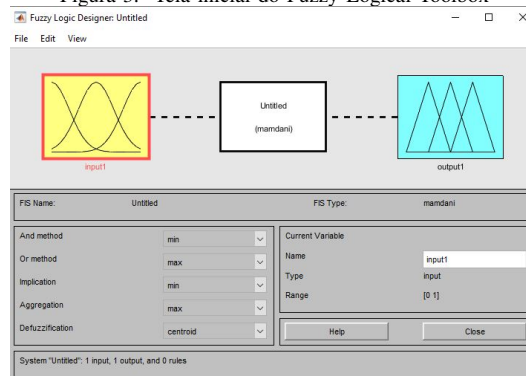 Figura 3. Tela inicial do Fuzzy Logical Toolbox
Fuzzy Logic Designer: Untitled
File Edit View
Untitled
(mamdani)
input1
output1
FIS Name: Untitled FIS Type: mamdani
And method min
Or method max
Implication min
Aggregation max
Defuzzification centroid
Current Variable
Name input1
Type input
Range [0 1]
Help Close
System "Untitled": 1 input, 1 output, and 0 rules